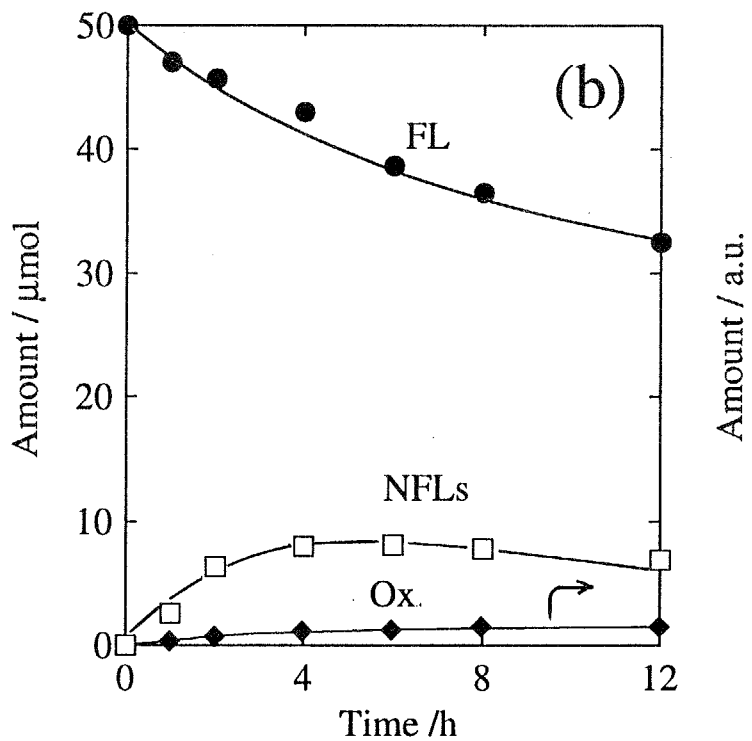 50
40
30
20
10
0
Amount / µmol
(b)
FL
NFLs
Ox.
Amount / a.u.
0
4
8
12
Time /h